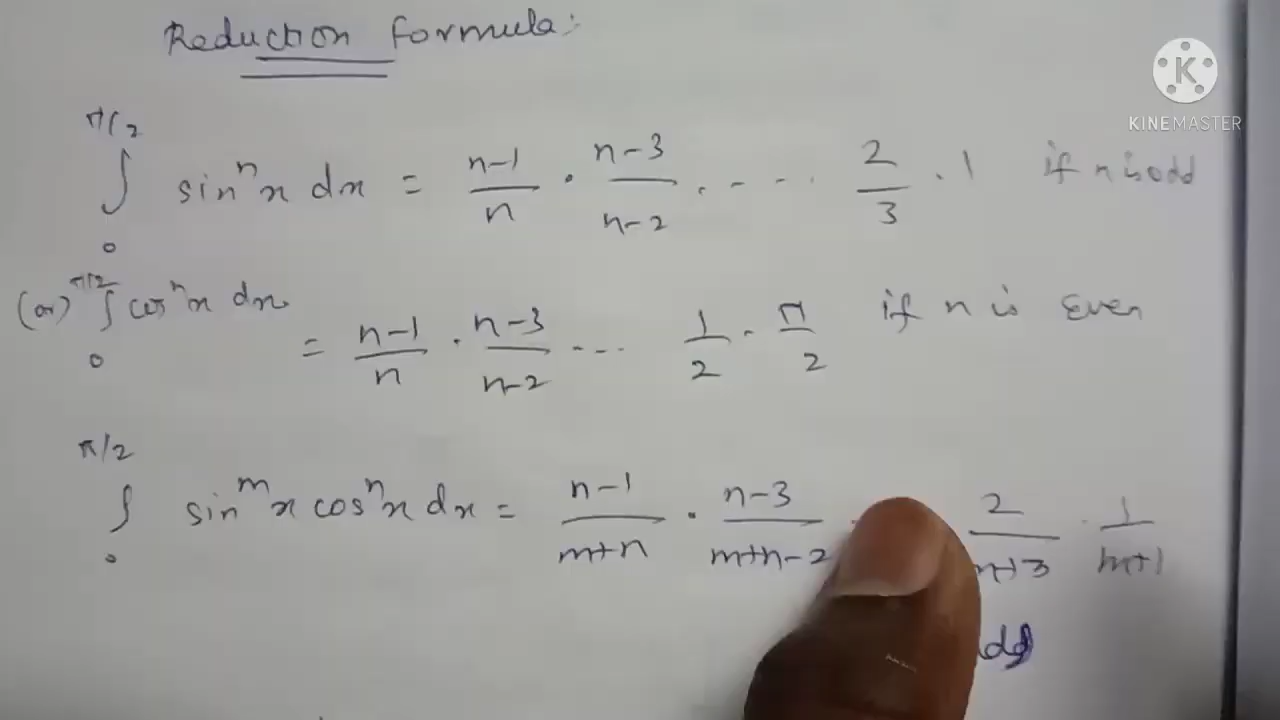 Reduction formula:
K
KINEMASTER
π/2
∫ sinⁿx dx = n-1/n . n-3/n-2 . - - . . . 2/3 . 1 if n is odd
0
(or) π/2 ∫ 0 cosⁿx dx.
= n-1/n . n-3/n-2 - - - 1/2 . π/2 if n is even
π/2
∫ sinᵐx cosⁿx dx = n-1/m+n . n-3/m+n-2 2/ +3 . 1/m+1
0